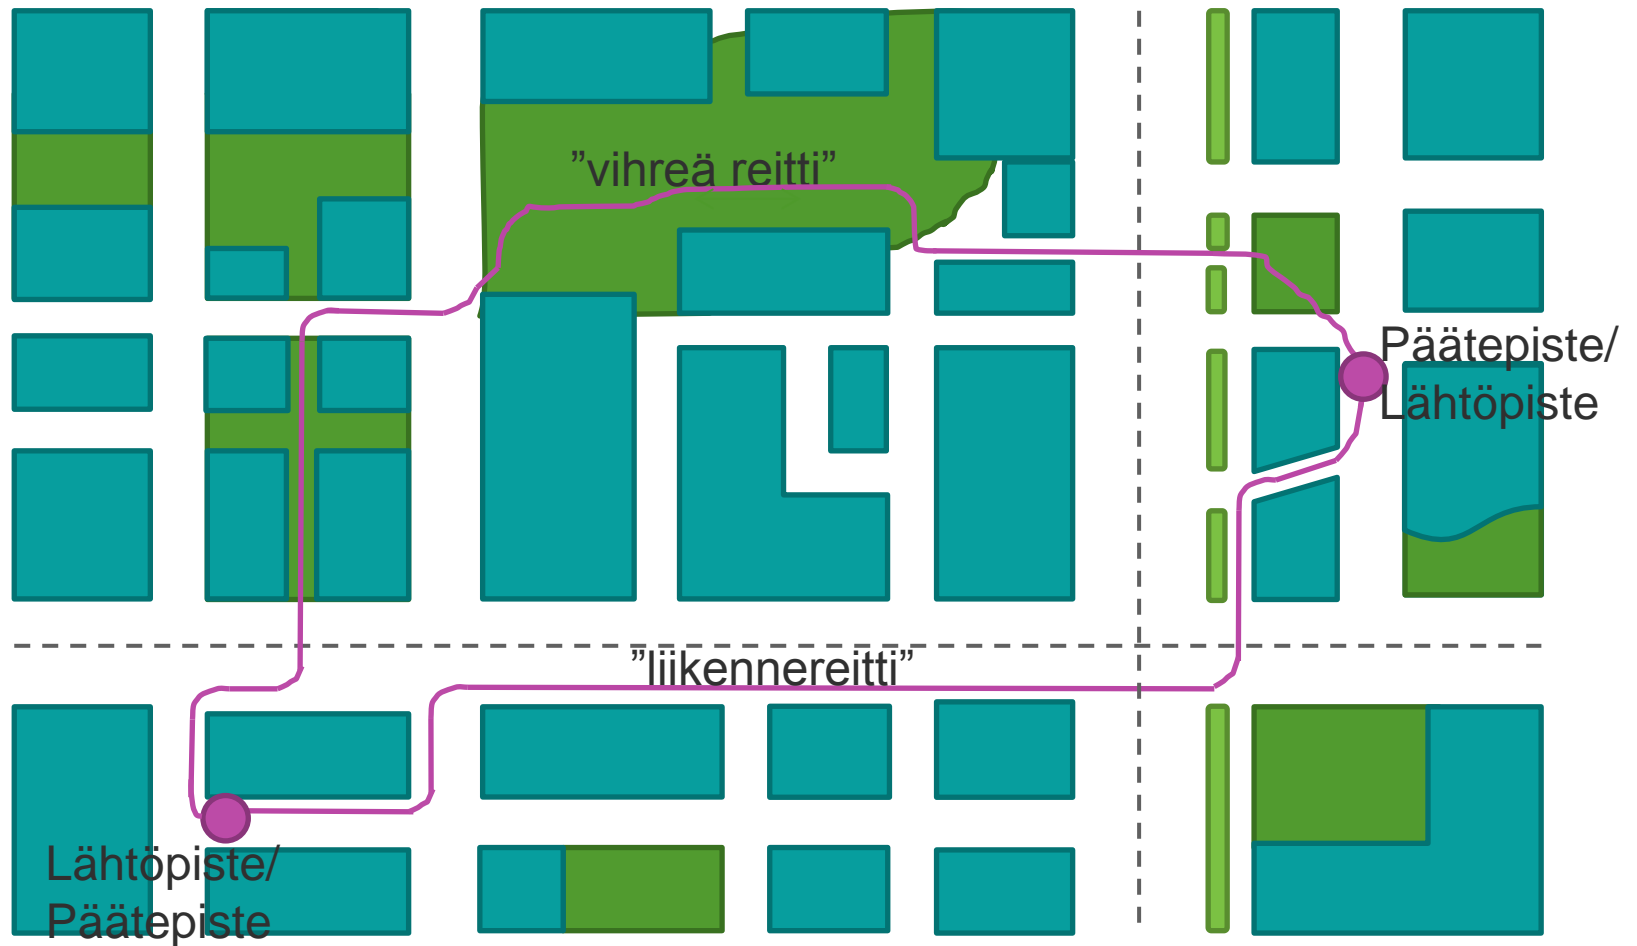 ”vihreä reitti”
Päätepiste/
Lähtöpiste
”liikennereitti”
Lähtöpiste/
Päätepiste